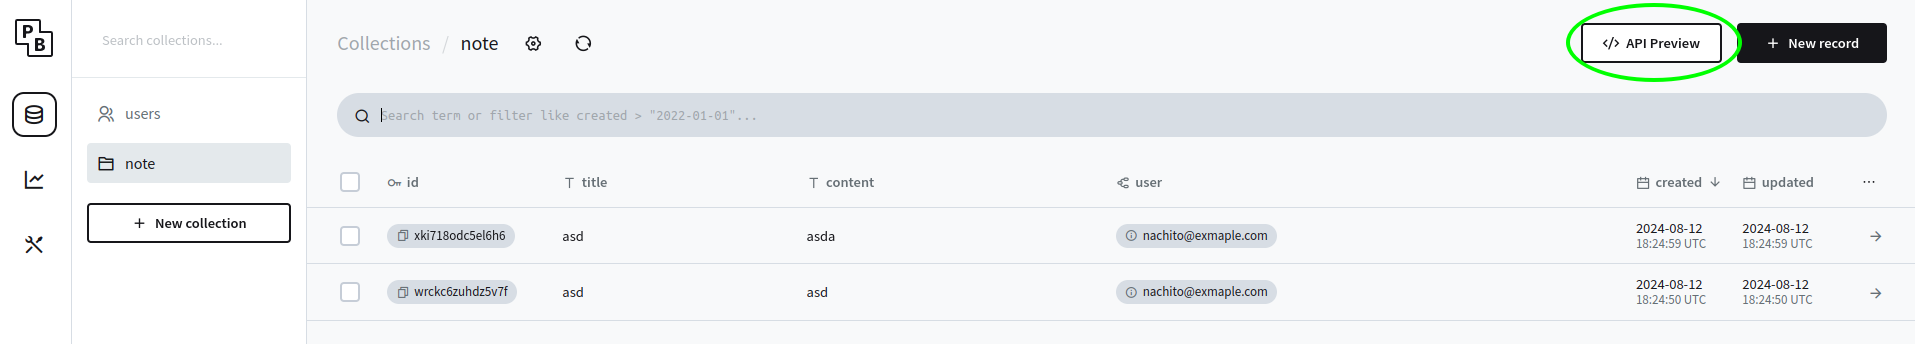 PB
Search collections...
users
note
+ New collection
Collections / note
</> API Preview
+ New record
Search term or filter like created > "2022-01-01"...
id title content user created updated
xki718odc5el6h6 asd asda nachito@exmaple.com 2024-08-12 18:24:59 UTC 2024-08-12 18:24:59 UTC
wrckc6zuhdz5v7f asd asd nachito@exmaple.com 2024-08-12 18:24:50 UTC 2024-08-12 18:24:50 UTC